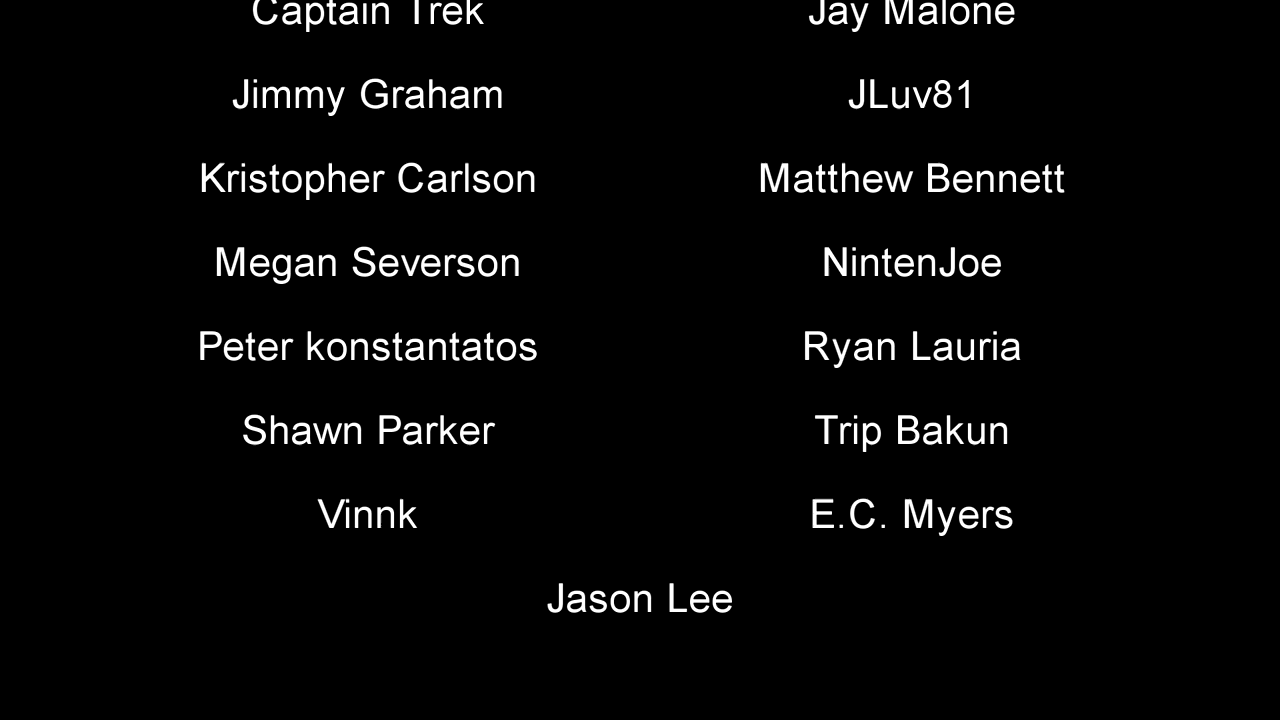 Captain Trek Jay Malone
Jimmy Graham JLuv81
Kristopher Carlson Matthew Bennett
Megan Severson NintenJoe
Peter konstantatos Ryan Lauria
Shawn Parker Trip Bakun
Vinnk E.C. Myers
Jason Lee